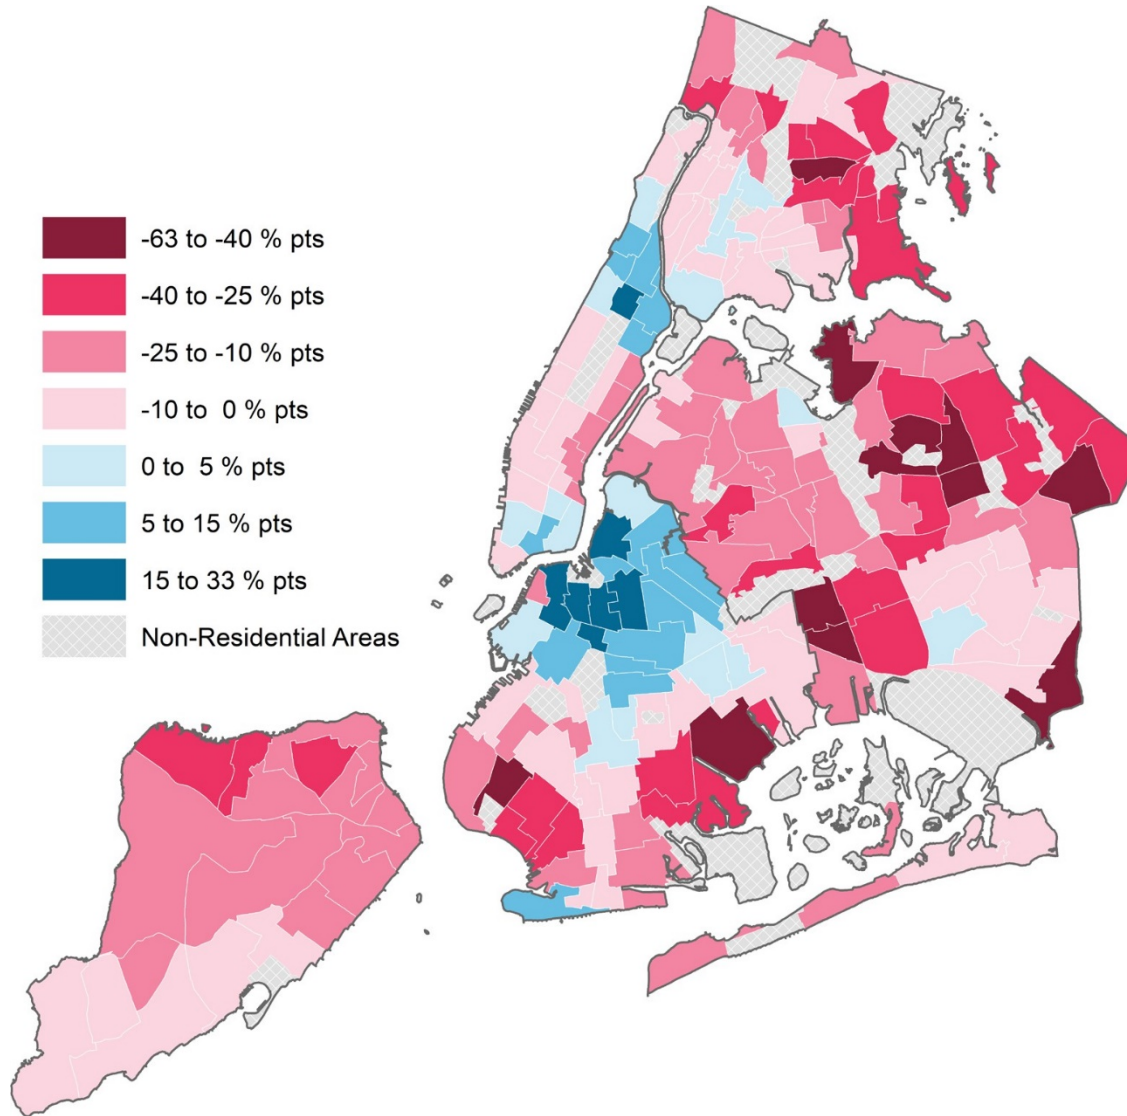 -63 to -40 % pts
-40 to -25 % pts
-25 to -10 % pts
-10 to  0 % pts
0 to  5 % pts
5 to 15 % pts
15 to 33 % pts
Non-Residential Areas